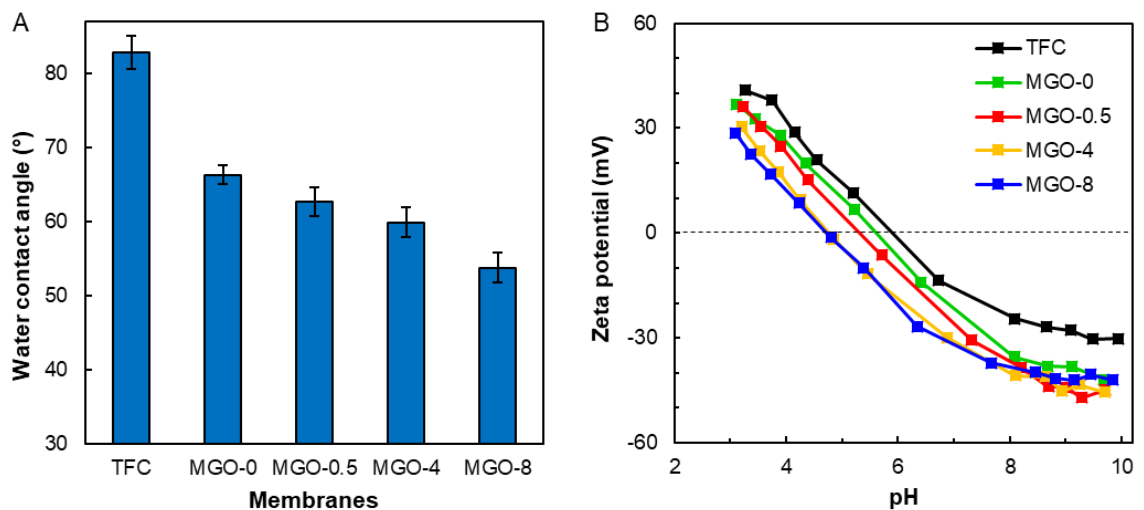 A
Water contact angle (°)
80
70
60
50
40
30
TFC MGO-0 MGO-0.5 MGO-4 MGO-8
Membranes
B
Zeta potential (mV)
60
30
0
-30
-60
TFC
MGO-0
MGO-0.5
MGO-4
MGO-8
2 4 6 8 10
pH